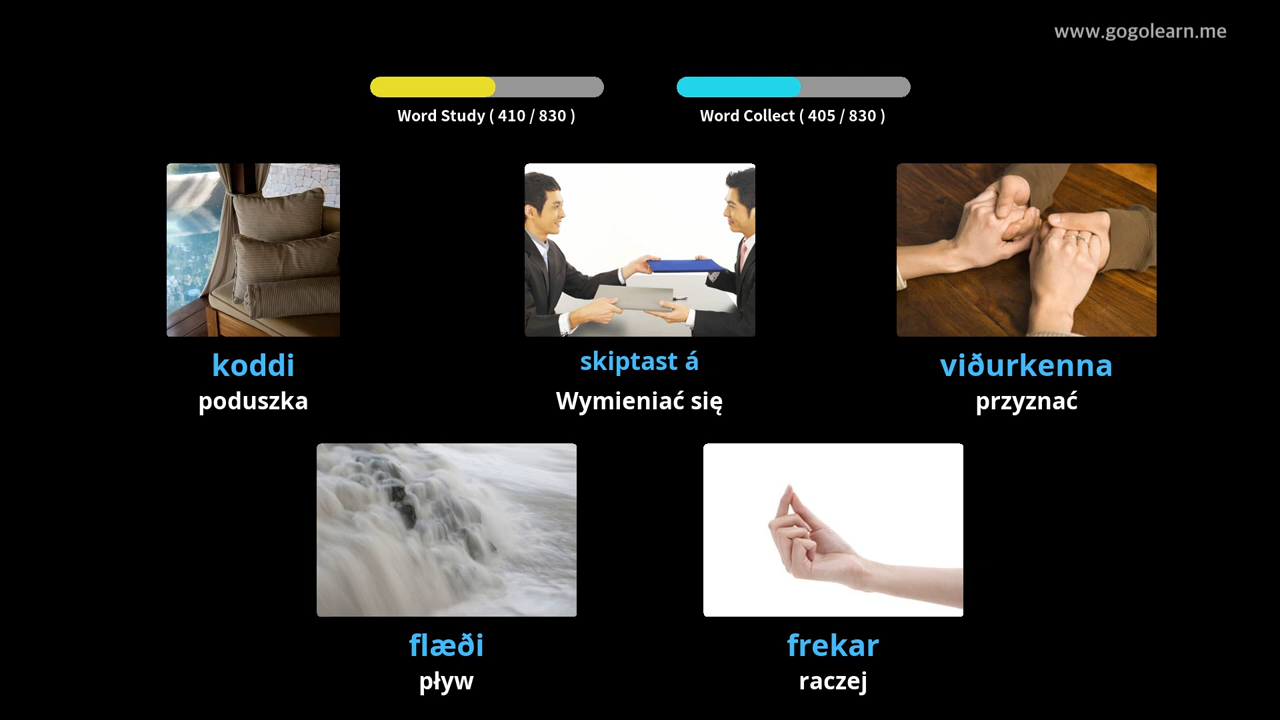 www.gogolearn.me
Word Study ( 410 / 830 )
Word Collect ( 405 / 830 )
koddi
poduszka
skiptast á
Wymieniać się
viðurkenna
przyznać
flæði
pływ
frekar
raczej